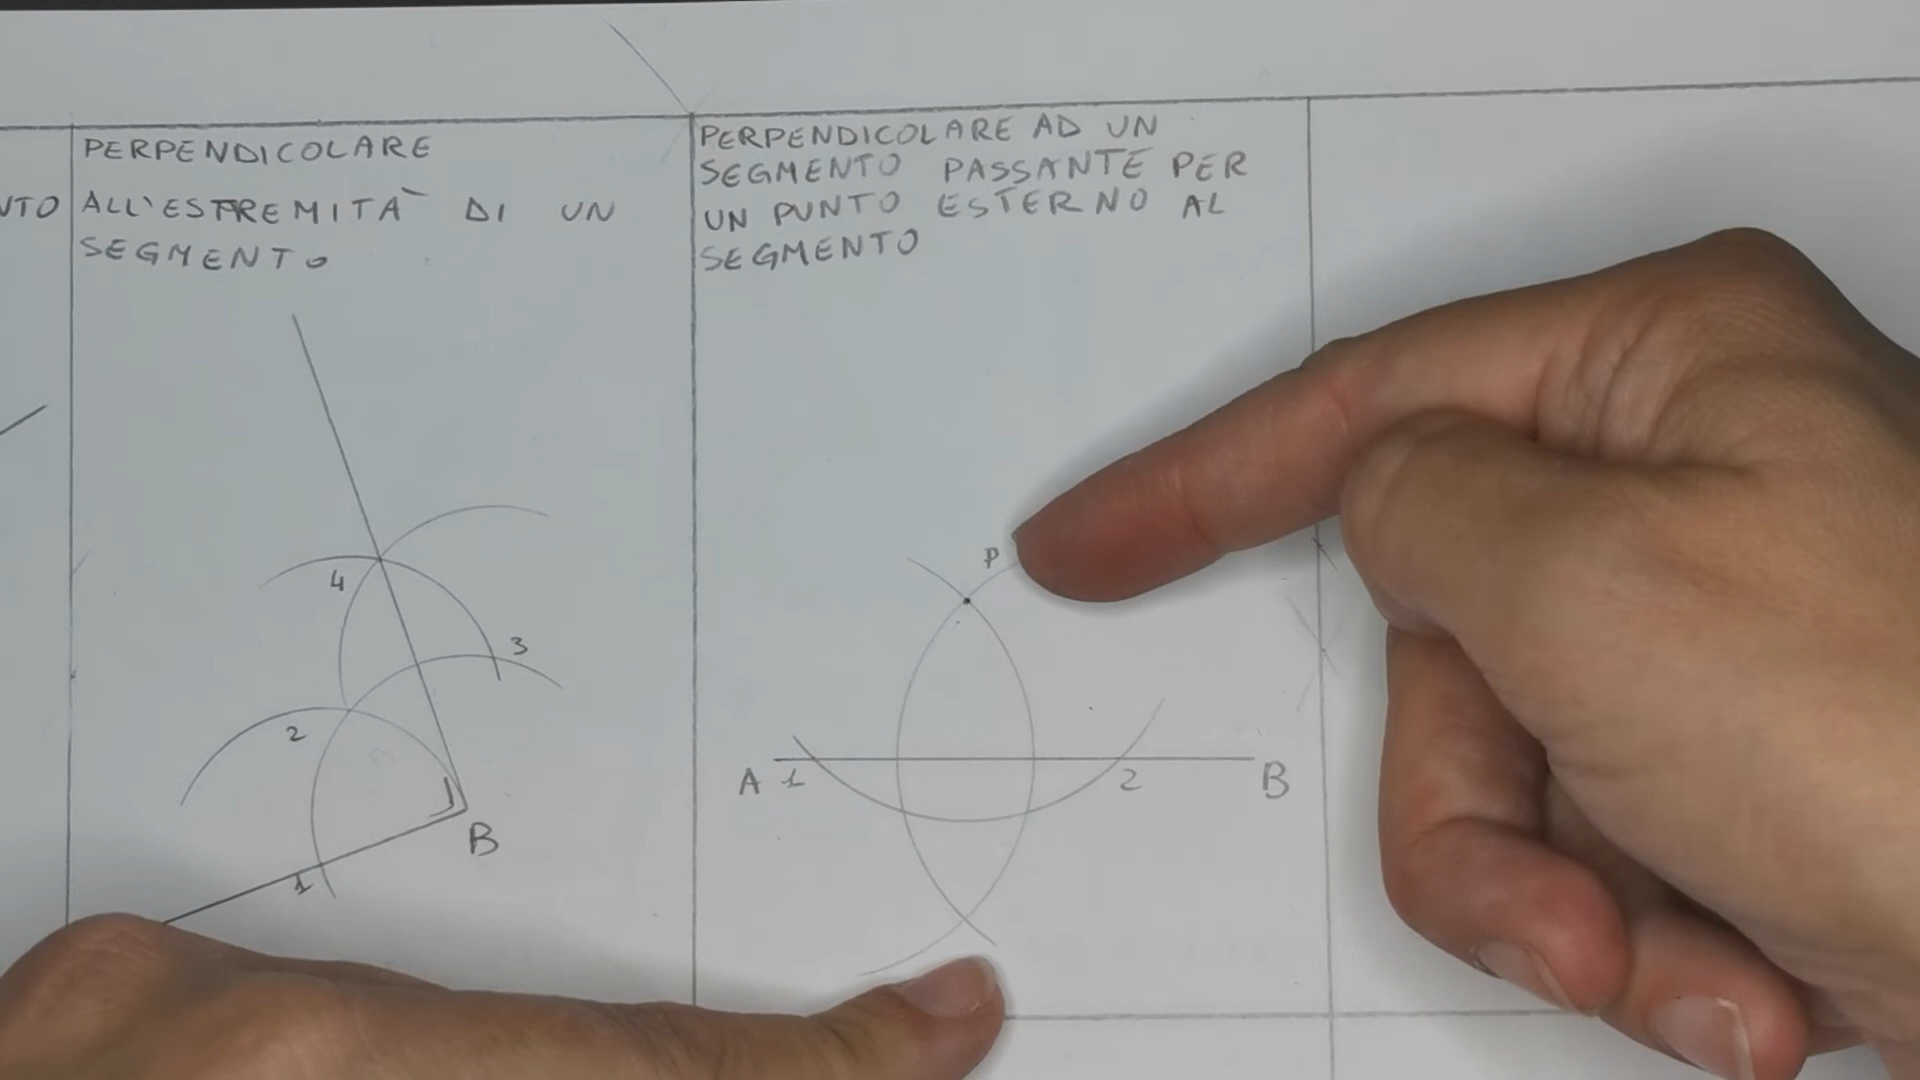 NTO
PERPENDICOLARE
ALL'ESTREMITÀ DI UN
SEGMENTO
4
3
2
B
1
PERPENDICOLARE AD UN
SEGMENTO PASSANTE PER
UN PUNTO ESTERNO AL
SEGMENTO
P
A 1 2 B